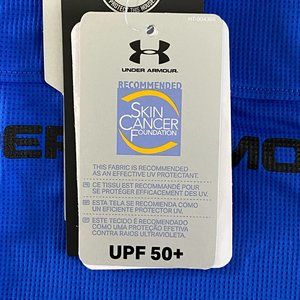 UNDER ARMOUR
RECOMMENDED
SKIN
CANCER
FOUNDATION
THIS FABRIC IS RECOMMENDED
AS AN EFFECTIVE UV PROTECTANT.
CE TISSU EST RECOMMANDÉ POUR
SE PROTÉGER EFFICACEMENT DES UV.
ESTA TELA SE RECOMIENDA COMO
UN EFICIENTE PROTECTOR UV.
ESTE TECIDO É RECOMENDADO
COMO UMA PROTEÇÃO EFETIVA
CONTRA RAIOS ULTRAVIOLETA.
UPF 50+